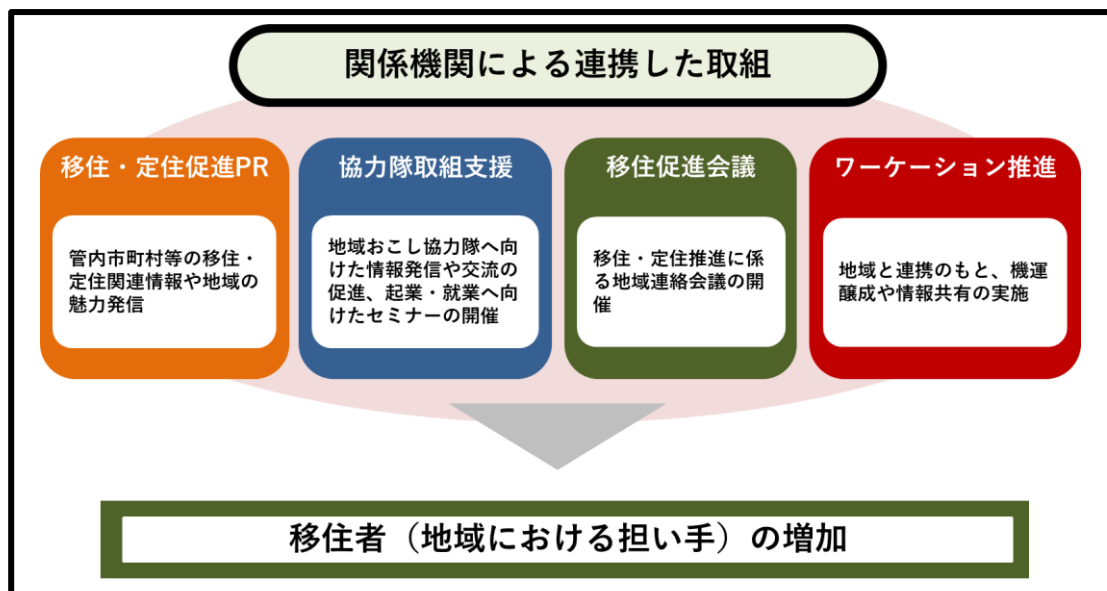 関係機関による連携した取組
移住・定住促進PR
管内市町村等の移住・
定住関連情報や地域の
魅力発信
協力隊取組支援
地域おこし協力隊へ向
けた情報発信や交流の
促進、起業・就業へ向
けたセミナーの開催
移住促進会議
移住・定住推進に係
る地域連絡会議の開
催
ワーケーション推進
地域と連携のもと、機運
醸成や情報共有の実施
移住者（地域における担い手）の増加